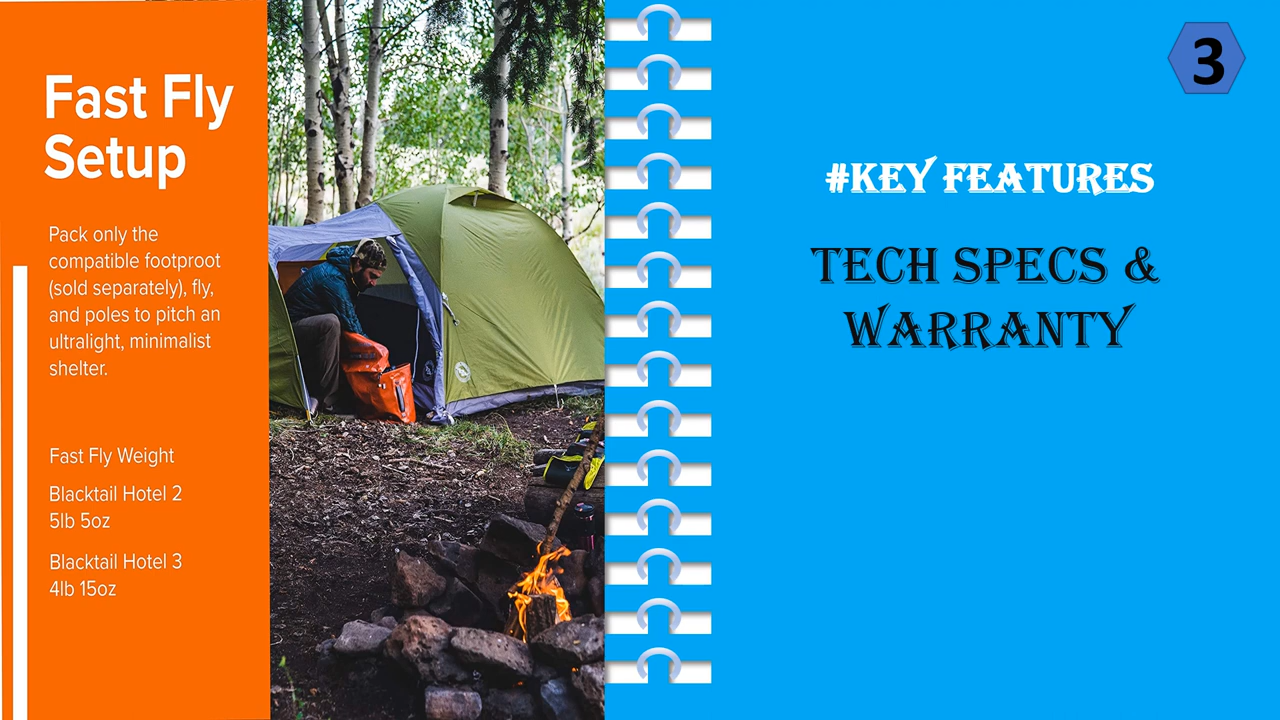 Fast Fly
Setup
Pack only the
compatible footproot
(sold separately), fly,
and poles to pitch an
ultralight, minimalist
shelter.
Fast Fly Weight
Blacktail Hotel 2
5lb 5oz
Blacktail Hotel 3
4lb 15oz
3
#KEY FEATURES
TECH SPECS &
WARRANTY